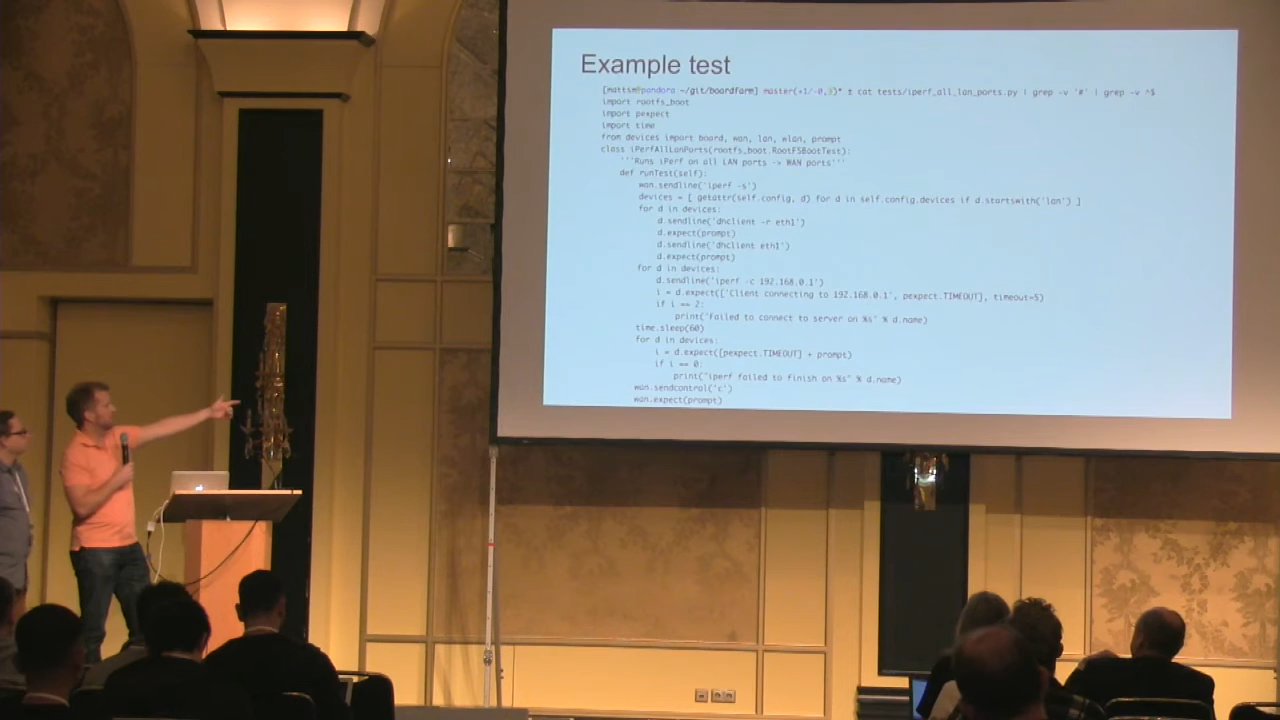 Example test
[mattsm@pandora ~/git/boardfarm] master(+1/-0,3)* ± cat tests/iperf_all_lan_ports.py | grep -v '#' | grep -v ^$
import rootfs_boot
import pexpect
import time
from devices import board, wan, lan, wlan, prompt
class iPerfAllLanPorts(rootfs_boot.RootFSBootTest):
'''Runs iPerf on all LAN ports -> WAN ports'''
def runTest(self):
wan.sendline('iperf -s')
devices = [ getattr(self.config, d) for d in self.config.devices if d.startswith('lan') ]
for d in devices:
d.sendline('dhclient -r eth1')
d.expect(prompt)
d.sendline('dhclient eth1')
d.expect(prompt)
for d in devices:
d.sendline('iperf -c 192.168.0.1')
i = d.expect(['Client connecting to 192.168.0.1', pexpect.TIMEOUT], timeout=5)
if i == 2:
print('Failed to connect to server on %s' % d.name)
time.sleep(60)
for d in devices:
i = d.expect([pexpect.TIMEOUT] + prompt)
if i == 0:
print("iperf failed to finish on %s" % d.name)
wan.sendcontrol('c')
wan.expect(prompt)